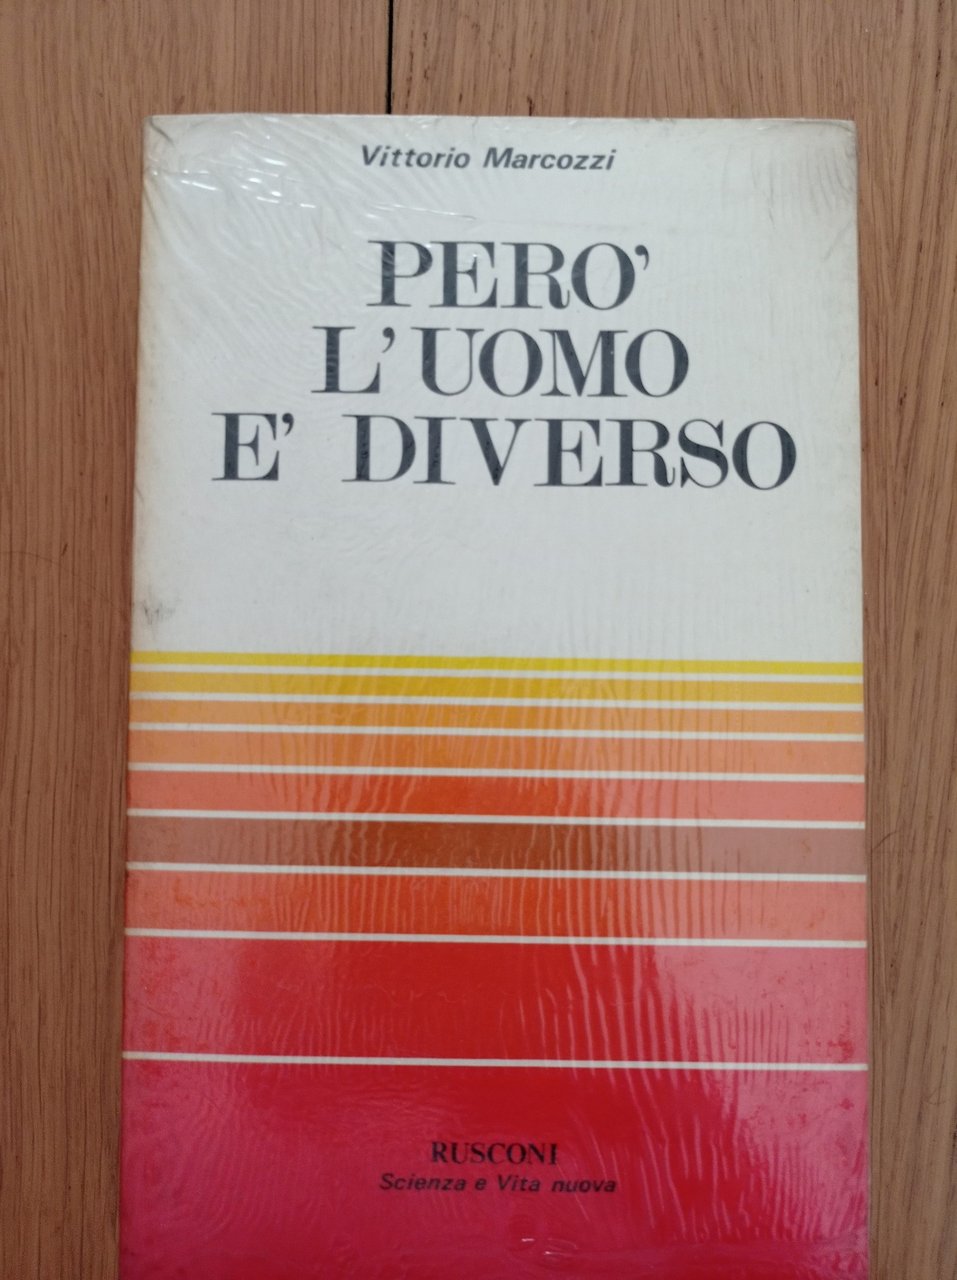 Vittorio Marcozzi
PERO'
L'UOMO
E' DIVERSO
RUSCONI
Scienza e Vita nuova